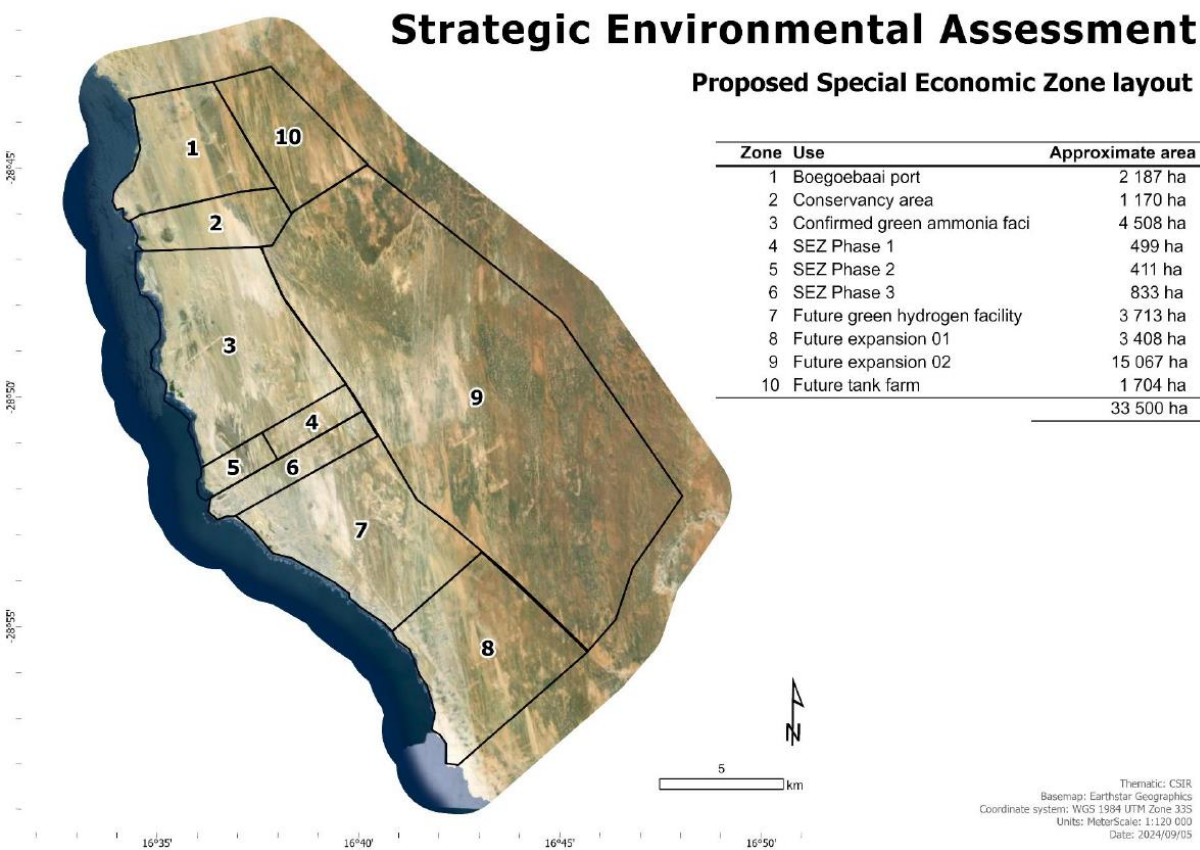 Strategic Environmental Assessment
Proposed Special Economic Zone layout
Zone Use Approximate area
1 Boegoebaai port 2 187 ha
2 Conservancy area 1 170 ha
3 Confirmed green ammonia faci 4 508 ha
4 SEZ Phase 1 499 ha
5 SEZ Phase 2 411 ha
6 SEZ Phase 3 833 ha
7 Future green hydrogen facility 3 713 ha
8 Future expansion 01 3 408 ha
9 Future expansion 02 15 067 ha
10 Future tank farm 1 704 ha
33 500 ha
1
10
2
3
9
4
5
6
7
8
-28°45'
-28°50'
-28°55'
16°35'
16°40'
16°45'
16°50'
N
5
km
Thematic: CSIR
Basemap: Earthstar Geographics
Coordinate system: WGS 1984 UTM Zone 33S
Units: MeterScale: 1:120 000
Date: 2024/09/05